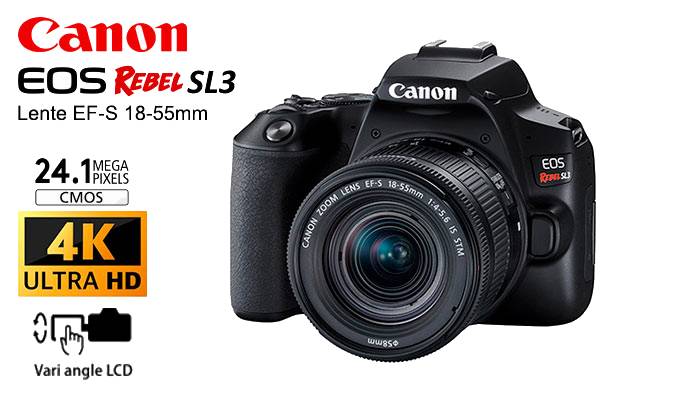 Canon
EOS REBEL SL3
Lente EF-S 18-55mm
24.1 MEGA PIXELS
CMOS
4K
ULTRA HD
Vari angle LCD
Canon
EOS
REBEL SL3
CANON ZOOM LENS EF-S 18-55mm 1:4-5.6 IS STM
Φ58mm